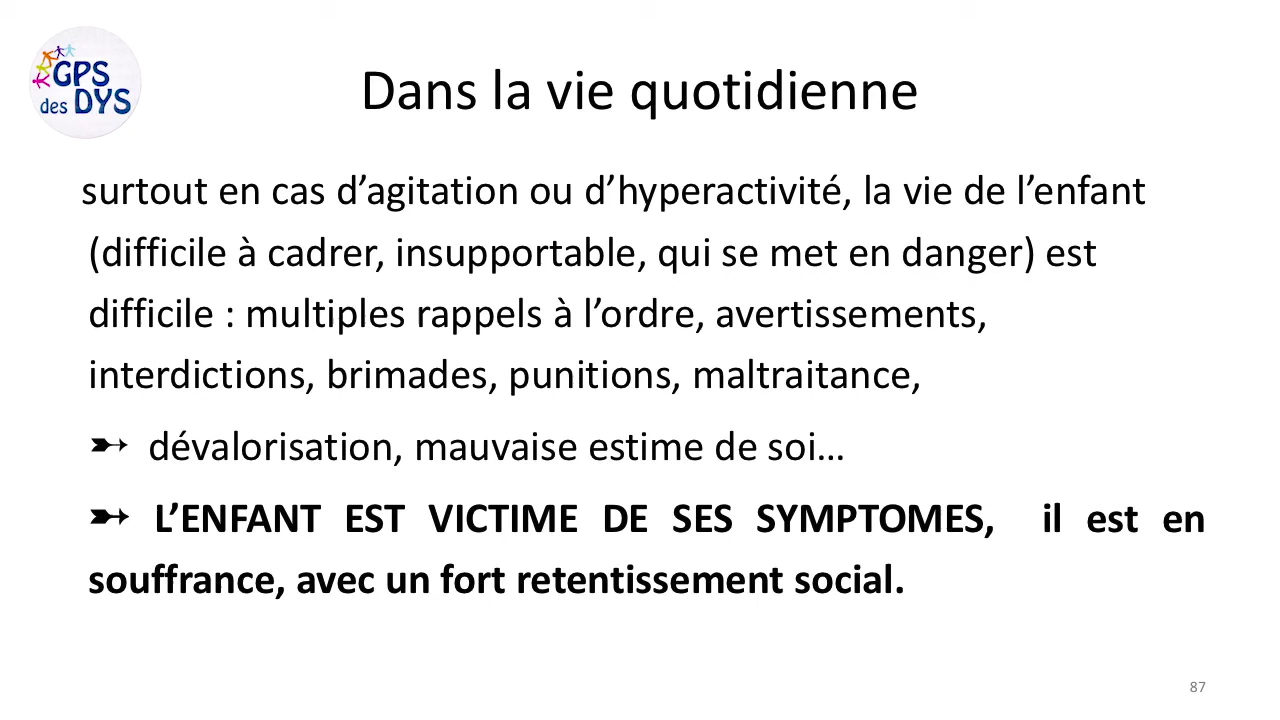 GPS
des DYS
Dans la vie quotidienne
surtout en cas d’agitation ou d’hyperactivité, la vie de l’enfant
(difficile à cadrer, insupportable, qui se met en danger) est
difficile : multiples rappels à l’ordre, avertissements,
interdictions, brimades, punitions, maltraitance,
➵ dévalorisation, mauvaise estime de soi…
➵ L’ENFANT EST VICTIME DE SES SYMPTOMES, il est en
souffrance, avec un fort retentissement social.
87